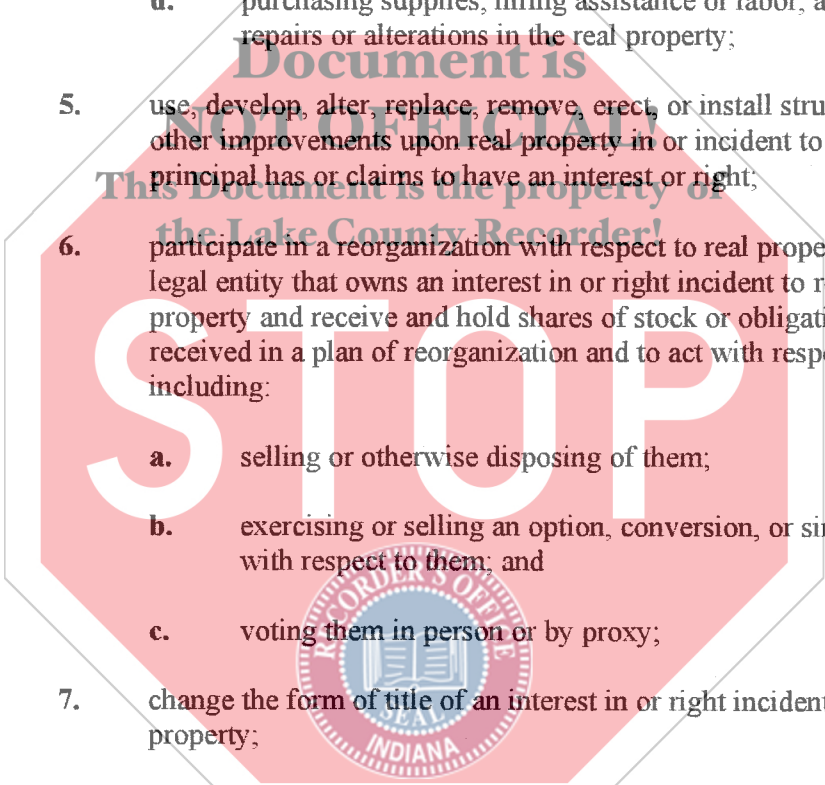 d. purchasing supplies, hiring assistance or labor, a
repairs or alterations in the real property;
Document is
5. use, develop, alter, replace, remove, erect, or install stru
NOT OFFICIAL!
other improvements upon real property in or incident to
This Document is the property of
principal has or claims to have an interest or right;
the Lake County Recorder!
6. participate in a reorganization with respect to real prope
legal entity that owns an interest in or right incident to r
property and receive and hold shares of stock or obligati
received in a plan of reorganization and to act with respe
including:
STOP
a. selling or otherwise disposing of them;
b. exercising or selling an option, conversion, or sin
with respect to them; and
c. voting them in person or by proxy;
RECORDER'S OFFICE
7. change the form of title of an interest in or right incident
SEAL
property;
INDIANA